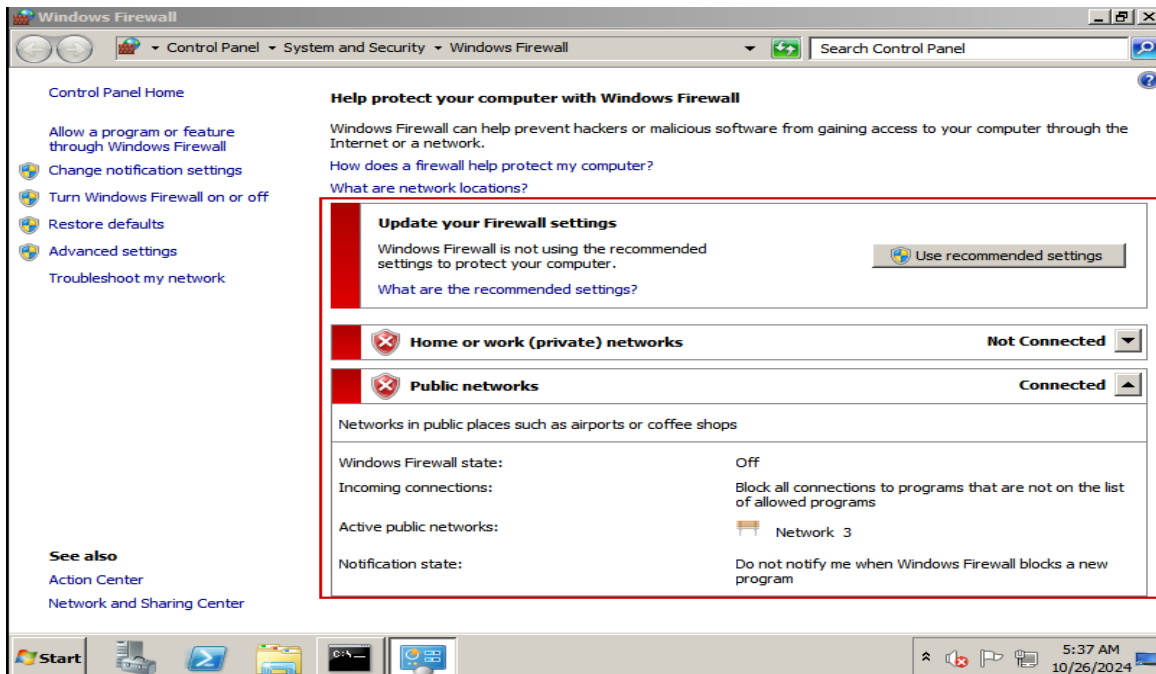 Windows Firewall
Control Panel System and Security Windows Firewall Search Control Panel
Control Panel Home
Allow a program or feature
through Windows Firewall
Change notification settings
Turn Windows Firewall on or off
Restore defaults
Advanced settings
Troubleshoot my network
See also
Action Center
Network and Sharing Center
Help protect your computer with Windows Firewall
Windows Firewall can help prevent hackers or malicious software from gaining access to your computer through the
Internet or a network.
How does a firewall help protect my computer?
What are network locations?
Update your Firewall settings
Windows Firewall is not using the recommended
settings to protect your computer.
Use recommended settings
What are the recommended settings?
Home or work (private) networks Not Connected
Public networks Connected
Networks in public places such as airports or coffee shops
Windows Firewall state: Off
Incoming connections: Block all connections to programs that are not on the list
of allowed programs
Active public networks: Network 3
Notification state: Do not notify me when Windows Firewall blocks a new
program
Start
C:\_
5:37 AM
10/26/2024